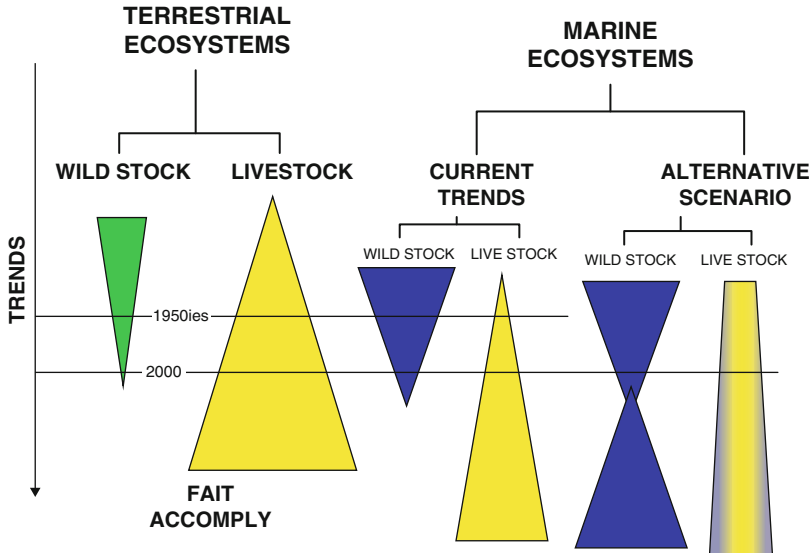 TERRESTRIAL
ECOSYSTEMS
MARINE
ECOSYSTEMS
WILD STOCK
LIVESTOCK
CURRENT
TRENDS
ALTERNATIVE
SCENARIO
WILD STOCK
LIVE STOCK
WILD STOCK
LIVE STOCK
TRENDS
1950ies
2000
FAIT
ACCOMPLY